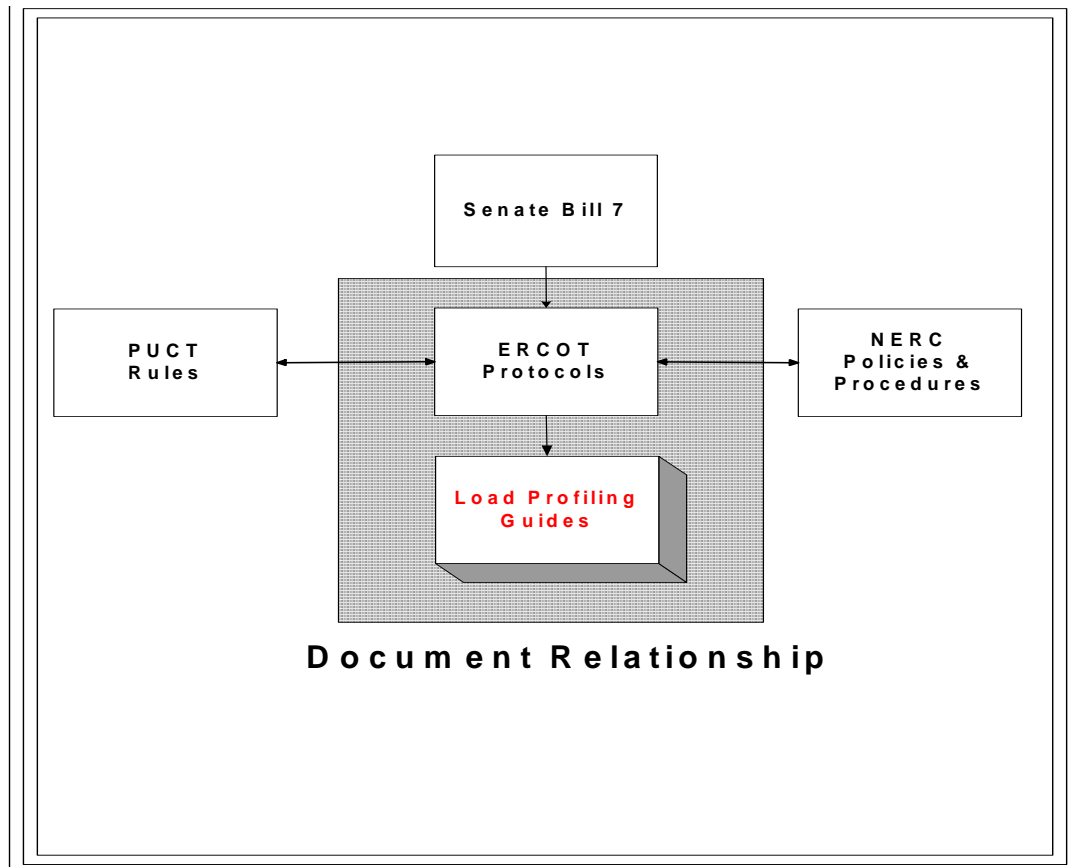 Senate Bill 7
PUCT
Rules
ERCOT
Protocols
NERC
Policies &
Procedures
Load Profiling
Guides
Document Relationship